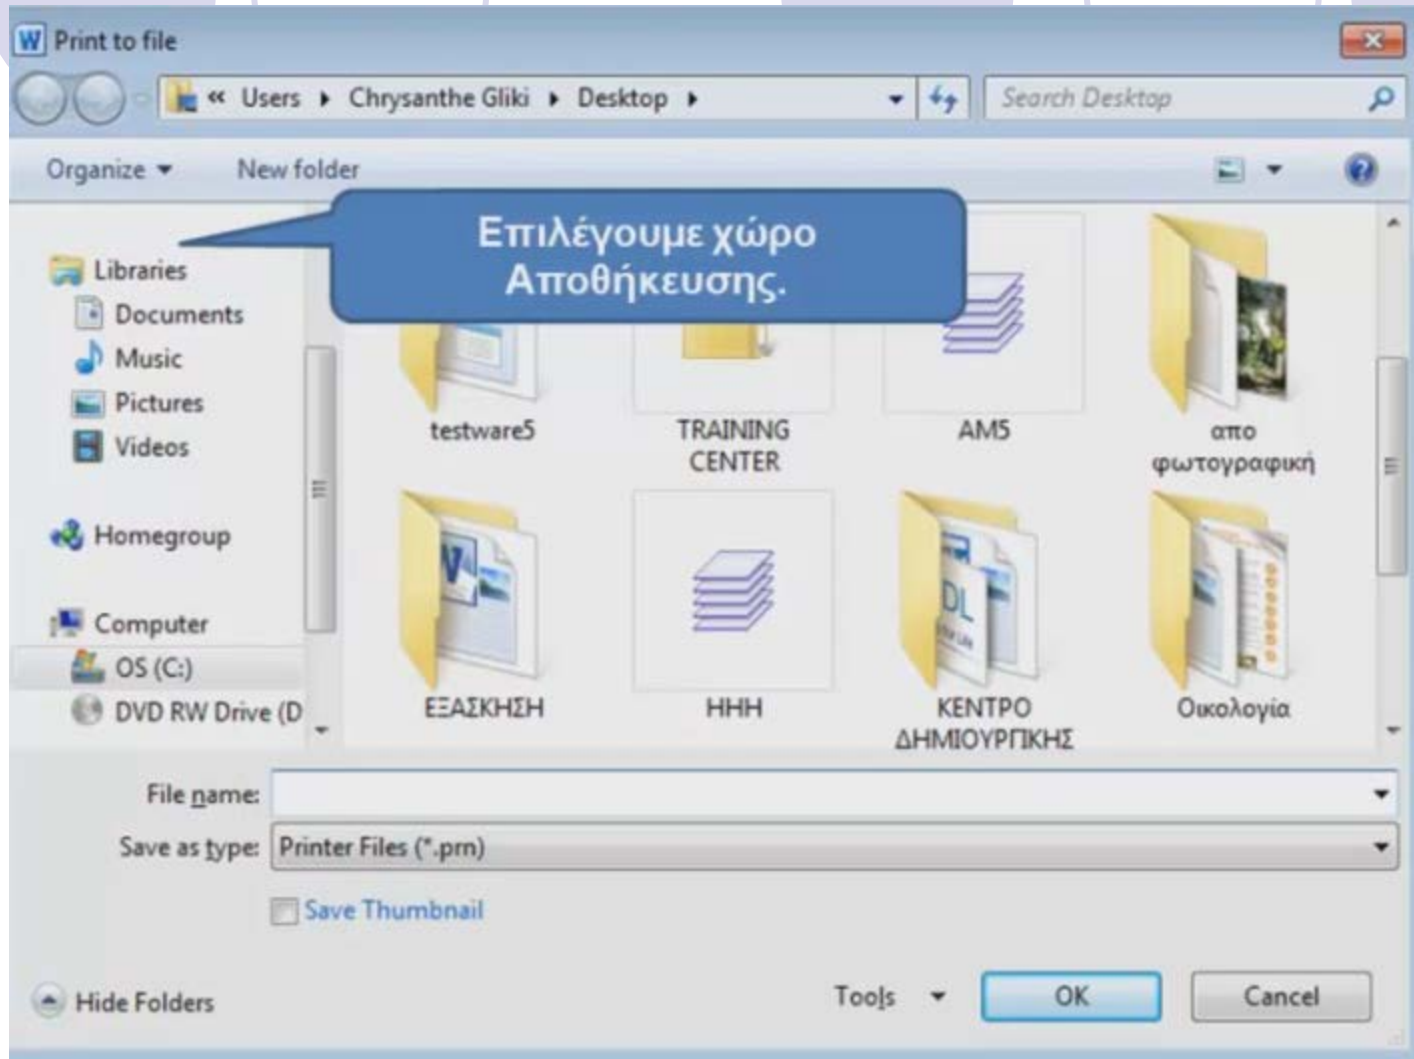 Print to file
« Users ▸ Chrysanthe Gliki ▸ Desktop ▸
Search Desktop
Organize
New folder
Επιλέγουμε χώρο
Αποθήκευσης.
Libraries
Documents
Music
Pictures
Videos
Homegroup
Computer
OS (C:)
DVD RW Drive (D
testware5
TRAINING
CENTER
AM5
απο
φωτογραφική
ΕΞΑΣΚΗΣΗ
ΗΗΗ
ΚΕΝΤΡΟ
ΔΗΜΙΟΥΡΓΙΚΗΣ
Οικολογία
File name:
Save as type: Printer Files (*.prn)
Save Thumbnail
Hide Folders
Tools
OK
Cancel